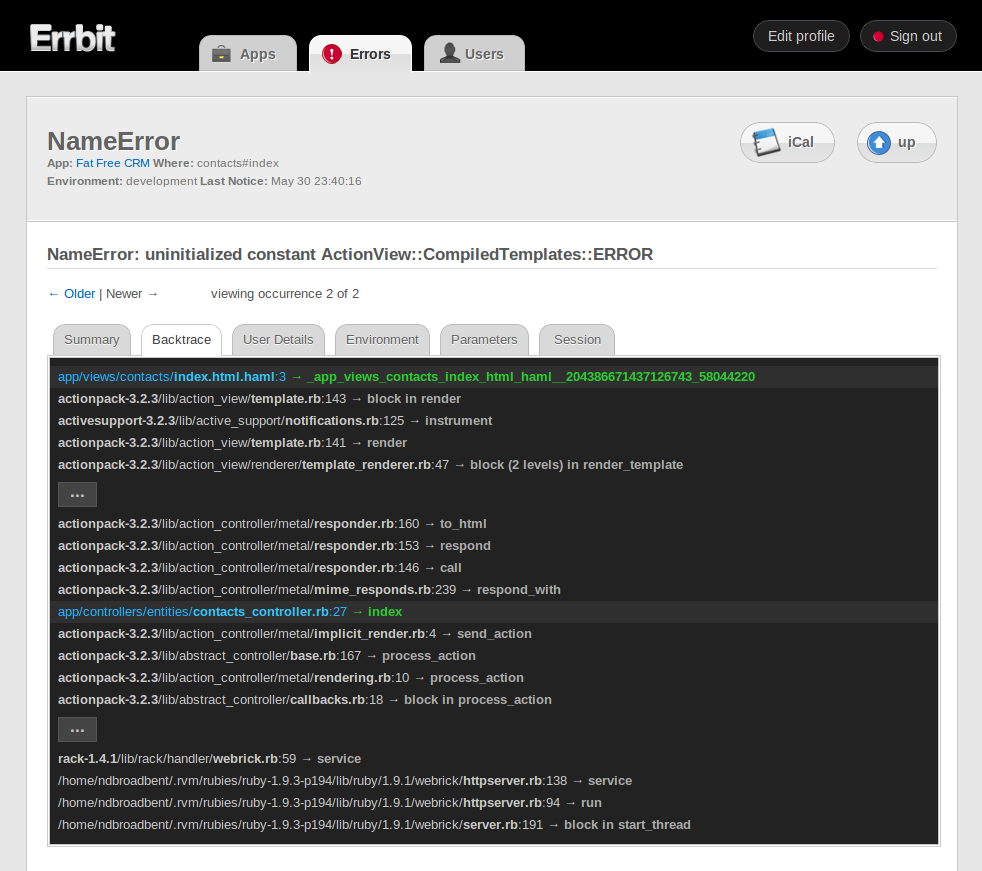 Errbit
Apps
Errors
Users
Edit profile
Sign out
NameError
App: Fat Free CRM Where: contacts#index
Environment: development Last Notice: May 30 23:40:16
iCal
up
NameError: uninitialized constant ActionView::CompiledTemplates::ERROR
← Older | Newer → viewing occurrence 2 of 2
Summary
Backtrace
User Details
Environment
Parameters
Session
app/views/contacts/index.html.haml:3 → _app_views_contacts_index_html_haml__204386671437126743_58044220
actionpack-3.2.3/lib/action_view/template.rb:143 → block in render
activesupport-3.2.3/lib/active_support/notifications.rb:125 → instrument
actionpack-3.2.3/lib/action_view/template.rb:141 → render
actionpack-3.2.3/lib/action_view/renderer/template_renderer.rb:47 → block (2 levels) in render_template
...
actionpack-3.2.3/lib/action_controller/metal/responder.rb:160 → to_html
actionpack-3.2.3/lib/action_controller/metal/responder.rb:153 → respond
actionpack-3.2.3/lib/action_controller/metal/responder.rb:146 → call
actionpack-3.2.3/lib/action_controller/metal/mime_responds.rb:239 → respond_with
app/controllers/entities/contacts_controller.rb:27 → index
actionpack-3.2.3/lib/action_controller/metal/implicit_render.rb:4 → send_action
actionpack-3.2.3/lib/abstract_controller/base.rb:167 → process_action
actionpack-3.2.3/lib/action_controller/metal/rendering.rb:10 → process_action
actionpack-3.2.3/lib/abstract_controller/callbacks.rb:18 → block in process_action
...
rack-1.4.1/lib/rack/handler/webrick.rb:59 → service
/home/ndbroadbent/.rvm/rubies/ruby-1.9.3-p194/lib/ruby/1.9.1/webrick/httpserver.rb:138 → service
/home/ndbroadbent/.rvm/rubies/ruby-1.9.3-p194/lib/ruby/1.9.1/webrick/httpserver.rb:94 → run
/home/ndbroadbent/.rvm/rubies/ruby-1.9.3-p194/lib/ruby/1.9.1/webrick/server.rb:191 → block in start_thread